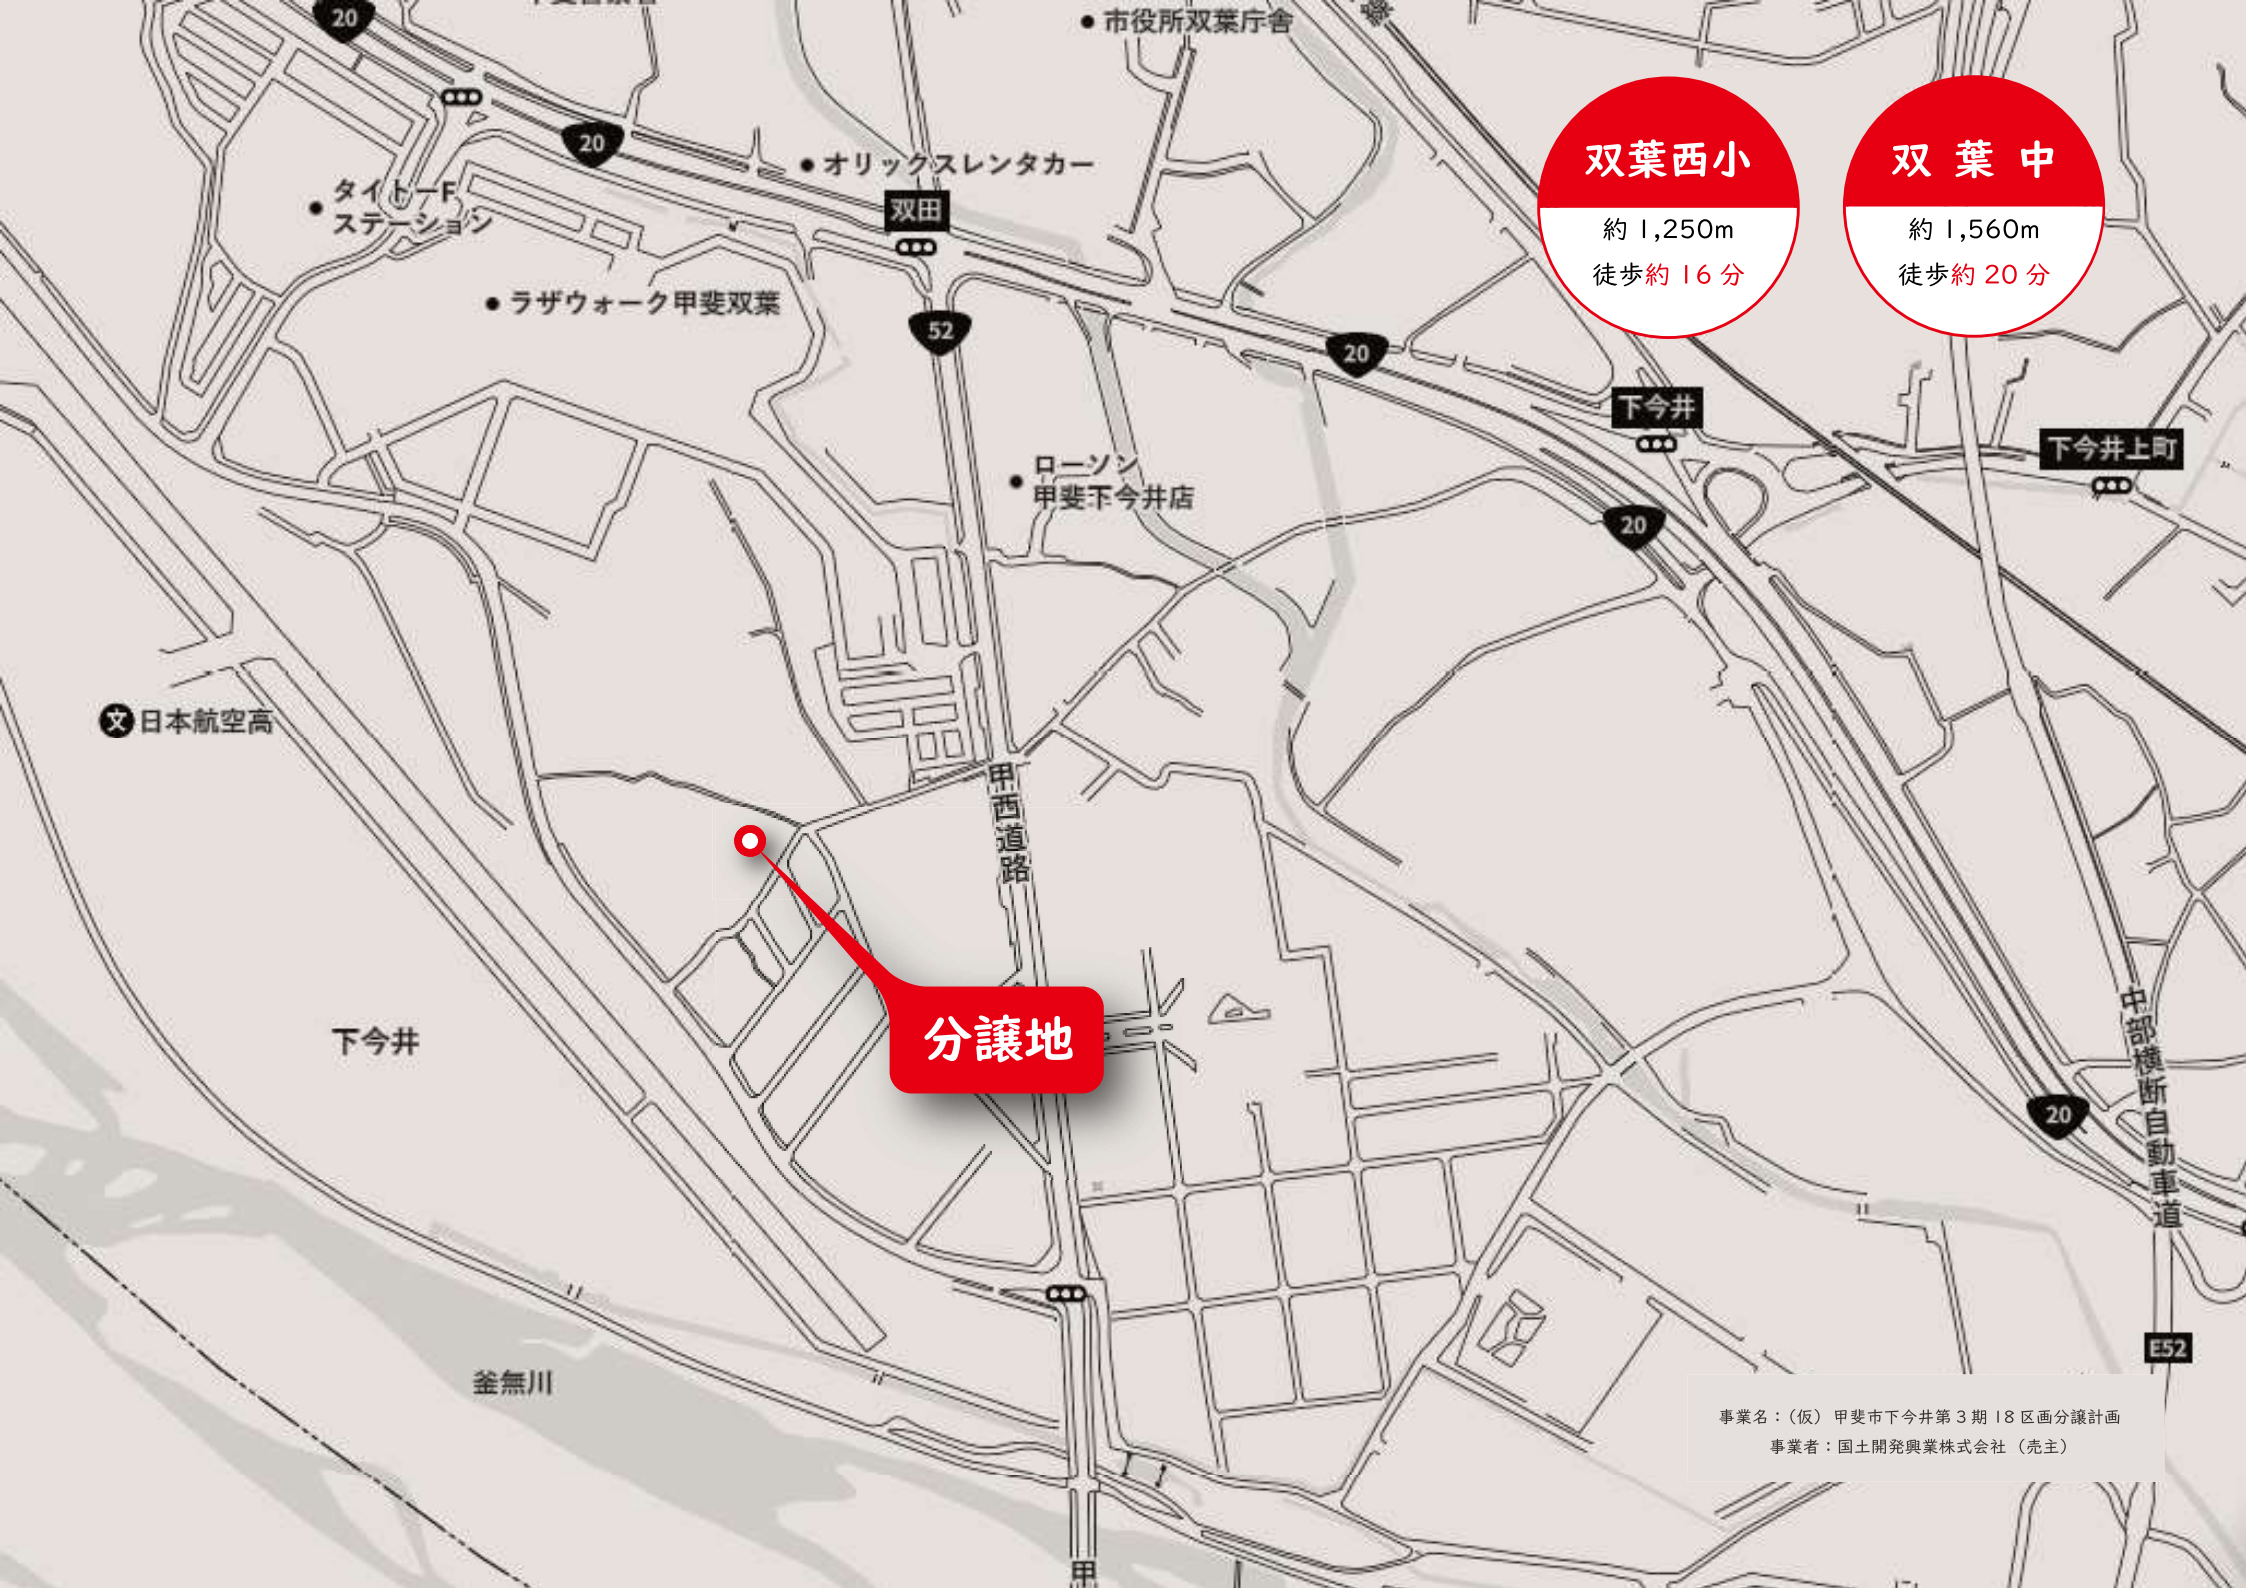 20
市役所双葉庁舎
20
オリックスレンタカー
双葉西小
約 1,250m
徒歩約 16 分
双 葉 中
約 1,560m
徒歩約 20 分
タイトーF
ステーション
双田
ラザウォーク甲斐双葉
52
20
下今井
下今井上町
ローソン
甲斐下今井店
20
文 日本航空高
甲西道路
分譲地
下今井
中部横断自動車道
20
釜無川
E52
事業名：（仮）甲斐市下今井第 3 期 18 区画分譲計画
事業者：国土開発興業株式会社（売主）
甲